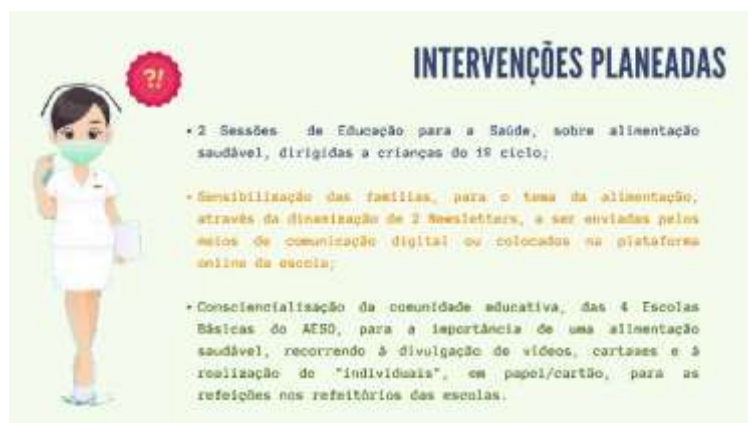 ?!
INTERVENÇÕES PLANEADAS
• 2 Sessões de Educação para a Saúde, sobre alimentação
saudável, dirigidas a crianças do 1º ciclo;
• Sensibilização das famílias, para o tema da alimentação,
através da dinamização de 2 Newsletters, a ser enviadas pelos
meios de comunicação digital ou colocados na plataforma
online da escola;
• Consciencialização da comunidade educativa, das 4 Escolas
Básicas do AESO, para a importância de uma alimentação
saudável, recorrendo à divulgação de vídeos, cartazes e à
realização de "individuais", em papel/cartão, para as
refeições nos refeitórios das escolas.